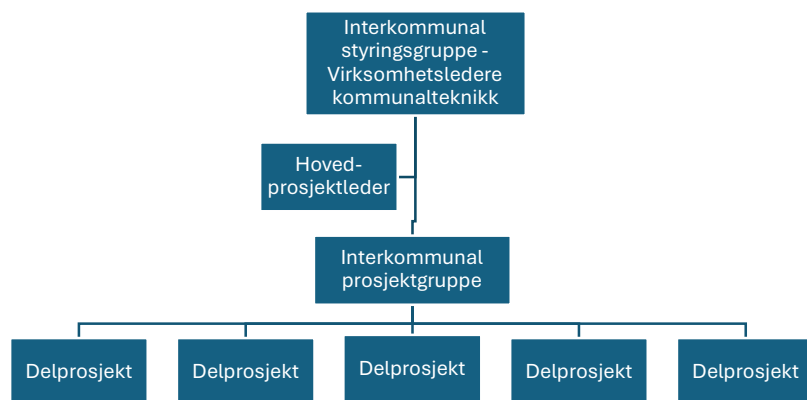 Interkommunal
styringsgruppe -
Virksomhetsledere
kommunalteknikk
Hoved-
prosjektleder
Interkommunal
prosjektgruppe
Delprosjekt
Delprosjekt
Delprosjekt
Delprosjekt
Delprosjekt